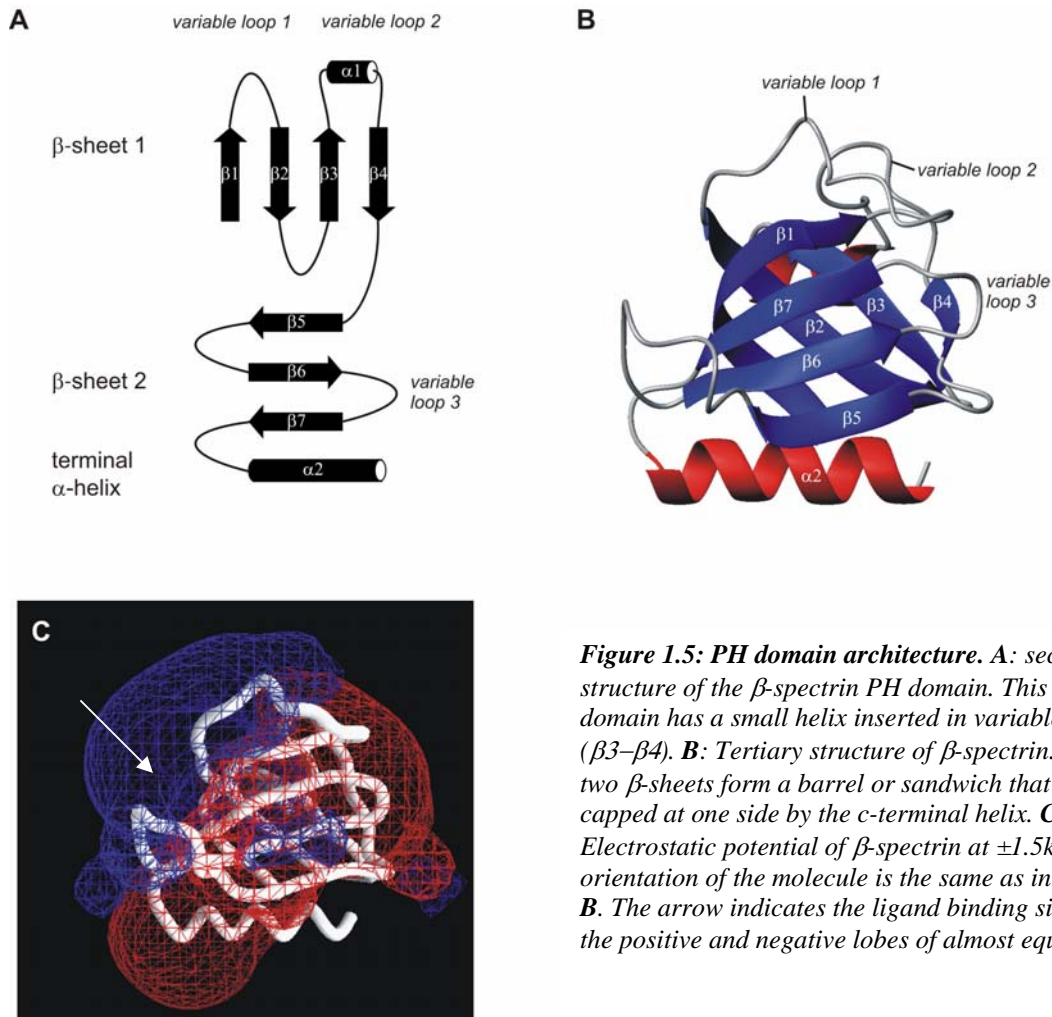 A
variable loop 1
variable loop 2
α1
β-sheet 1
β1
β2
β3
β4
β5
β-sheet 2
β6
variable
loop 3
β7
terminal
α-helix
α2
B
variable loop 1
variable loop 2
β1
variable
loop 3
β7
β3
β4
β2
β6
β5
α2
C
Figure 1.5: PH domain architecture. A: sec
structure of the β-spectrin PH domain. This
domain has a small helix inserted in variable
(β3−β4). B: Tertiary structure of β-spectrin.
two β-sheets form a barrel or sandwich that
capped at one side by the c-terminal helix. C
Electrostatic potential of β-spectrin at ±1.5k
orientation of the molecule is the same as in
B. The arrow indicates the ligand binding si
the positive and negative lobes of almost equ